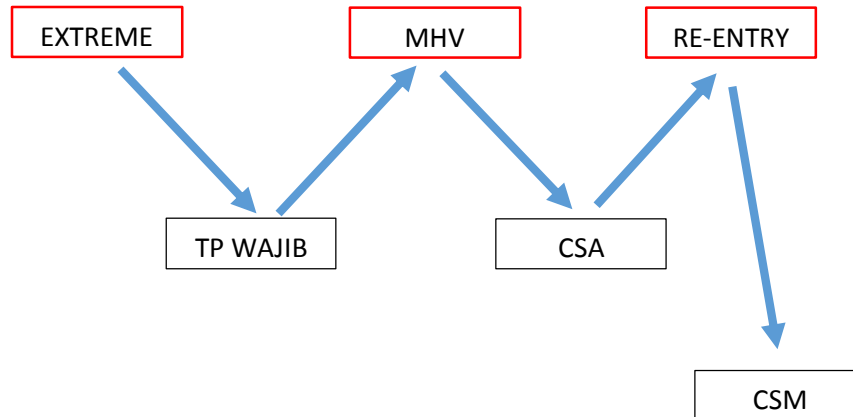 EXTREME
MHV
RE-ENTRY
TP WAJIB
CSA
CSM